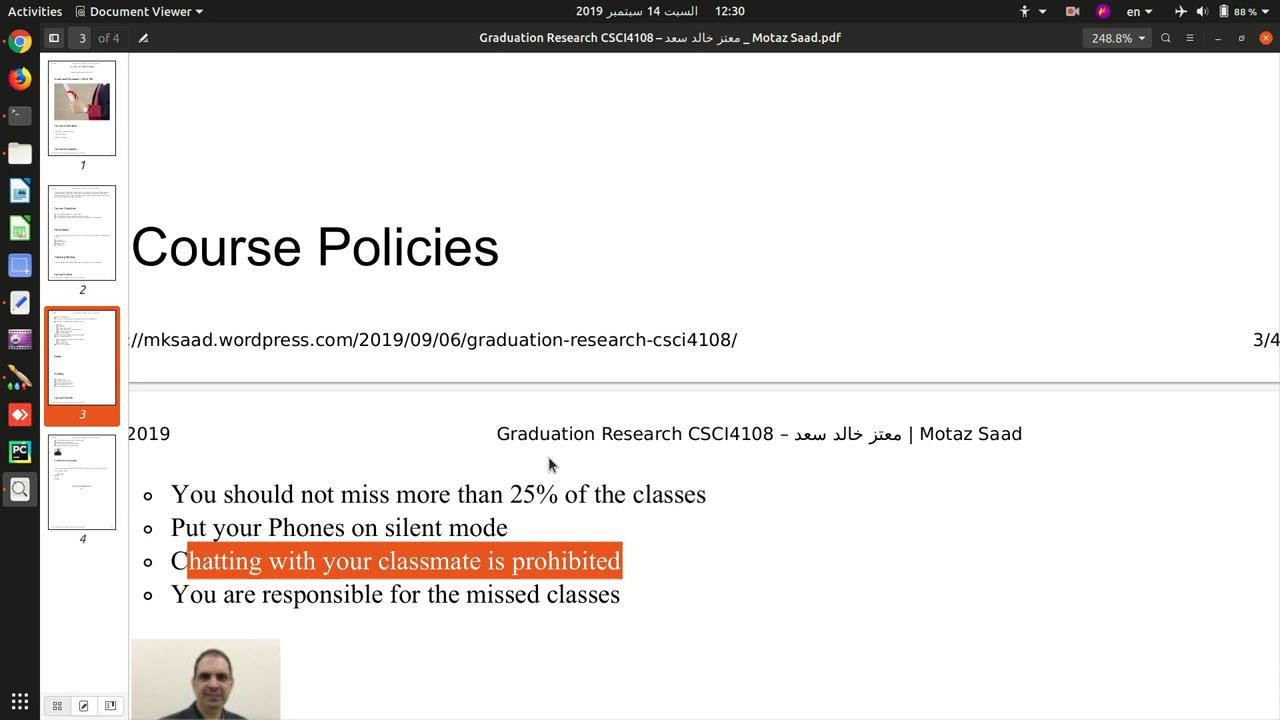 Activities Document Viewer السبت 14 سبتمبر 2019 12:30 en 88 %
3 of 4 Graduation Research CSCI4108 – معتز خالد سعد _ Motaz Saad.pdf 248.8%
1
2
3
4
Course Policies
://mksaad.wordpress.com/2019/09/06/graduation-research-csci4108/ 3/4
2019 Graduation Research CSCI4108 – معتز خالد سعد | Motaz Saad
You should not miss more than 25% of the classes
Put your Phones on silent mode
Chatting with your classmate is prohibited
You are responsible for the missed classes
PC